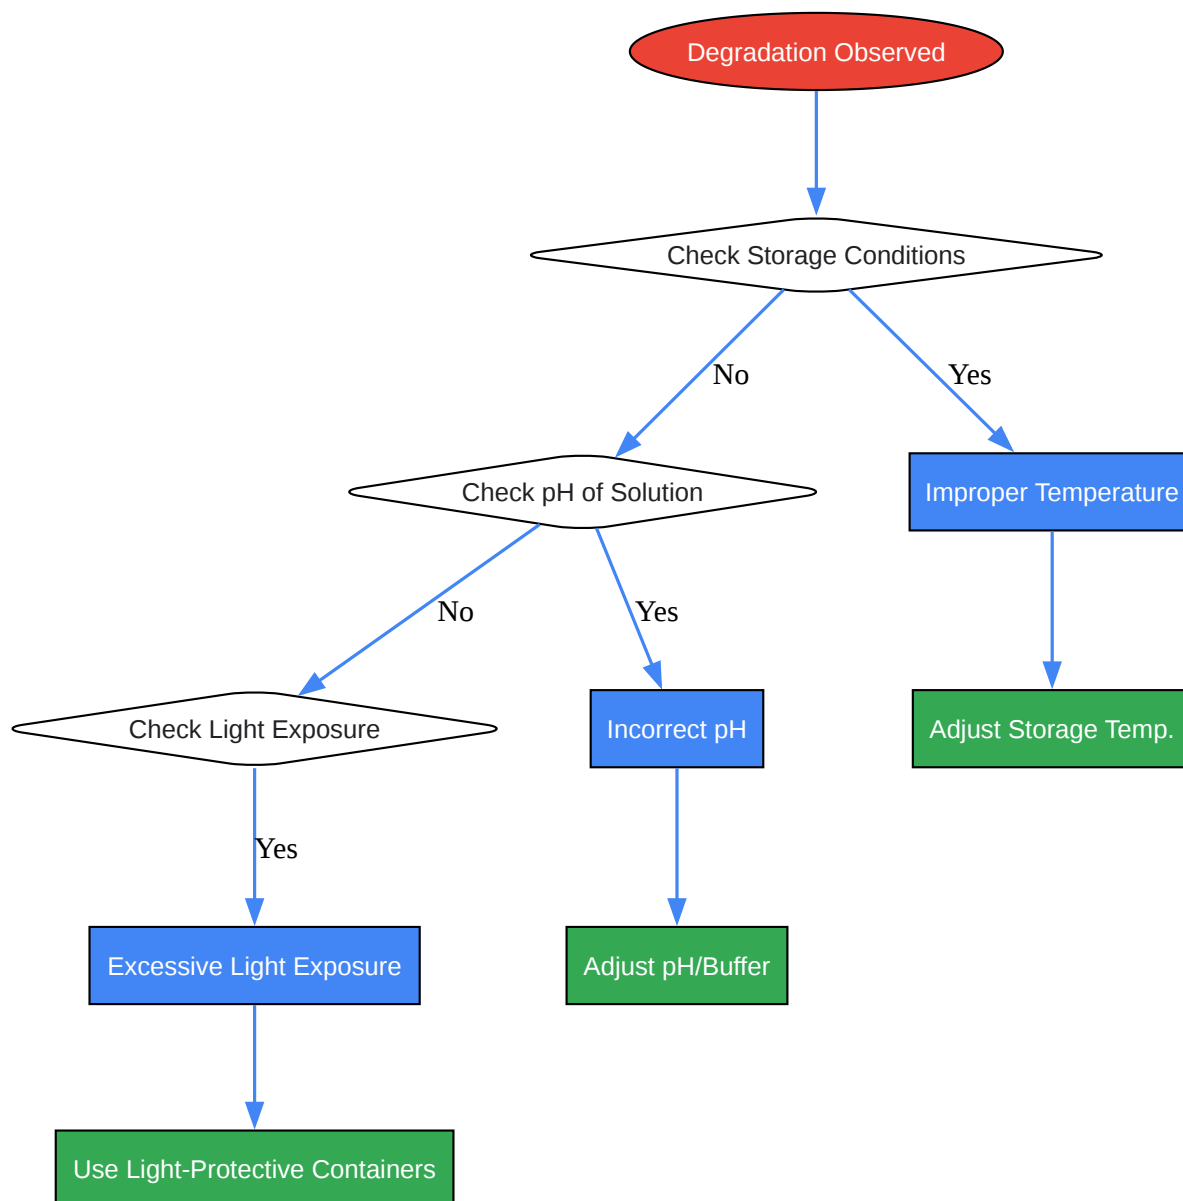 Degradation Observed
Check Storage Conditions
No
Yes
Check pH of Solution
Improper Temperature
No
Yes
Check Light Exposure
Incorrect pH
Adjust Storage Temp.
Yes
Excessive Light Exposure
Adjust pH/Buffer
Use Light-Protective Containers